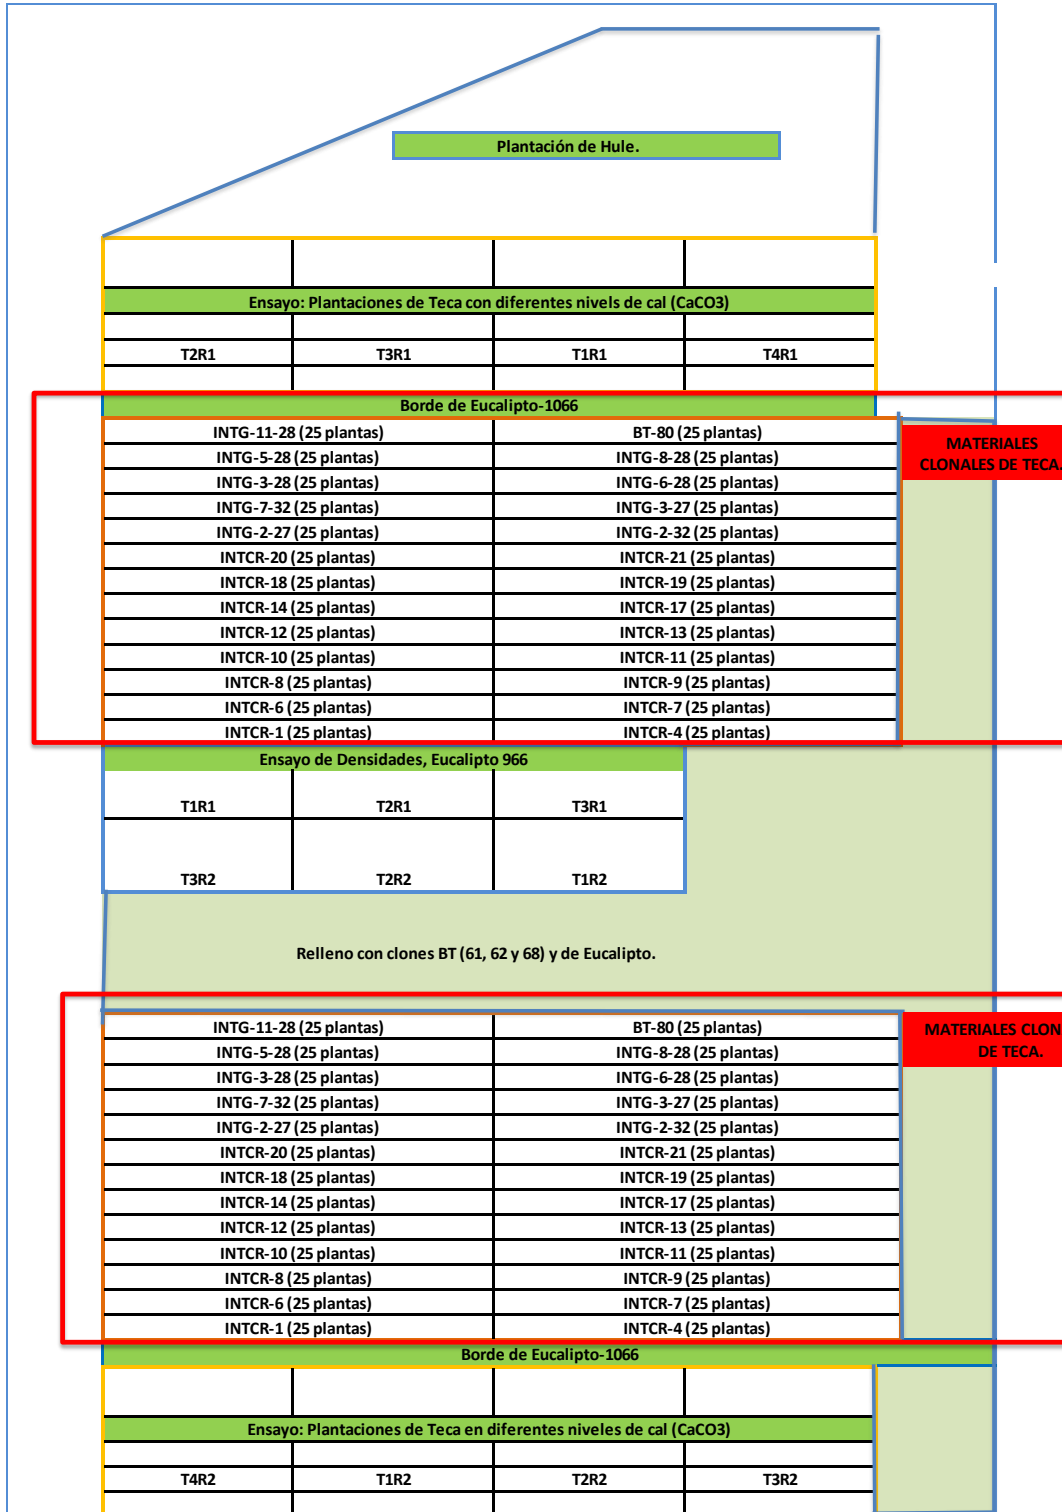 Plantación de Hule.
Ensayo: Plantaciones de Teca con diferentes nivels de cal (CaCO3)
T2R1 T3R1 T1R1 T4R1
Borde de Eucalipto-1066
INTG-11-28 (25 plantas) BT-80 (25 plantas)
MATERIALES
CLONALES DE TECA.
INTG-5-28 (25 plantas) INTG-8-28 (25 plantas)
INTG-3-28 (25 plantas) INTG-6-28 (25 plantas)
INTG-7-32 (25 plantas) INTG-3-27 (25 plantas)
INTG-2-27 (25 plantas) INTG-2-32 (25 plantas)
INTCR-20 (25 plantas) INTCR-21 (25 plantas)
INTCR-18 (25 plantas) INTCR-19 (25 plantas)
INTCR-14 (25 plantas) INTCR-17 (25 plantas)
INTCR-12 (25 plantas) INTCR-13 (25 plantas)
INTCR-10 (25 plantas) INTCR-11 (25 plantas)
INTCR-8 (25 plantas) INTCR-9 (25 plantas)
INTCR-6 (25 plantas) INTCR-7 (25 plantas)
INTCR-1 (25 plantas) INTCR-4 (25 plantas)
Ensayo de Densidades, Eucalipto 966
T1R1 T2R1 T3R1
T3R2 T2R2 T1R2
Relleno con clones BT (61, 62 y 68) y de Eucalipto.
INTG-11-28 (25 plantas) BT-80 (25 plantas)
MATERIALES CLON
DE TECA.
INTG-5-28 (25 plantas) INTG-8-28 (25 plantas)
INTG-3-28 (25 plantas) INTG-6-28 (25 plantas)
INTG-7-32 (25 plantas) INTG-3-27 (25 plantas)
INTG-2-27 (25 plantas) INTG-2-32 (25 plantas)
INTCR-20 (25 plantas) INTCR-21 (25 plantas)
INTCR-18 (25 plantas) INTCR-19 (25 plantas)
INTCR-14 (25 plantas) INTCR-17 (25 plantas)
INTCR-12 (25 plantas) INTCR-13 (25 plantas)
INTCR-10 (25 plantas) INTCR-11 (25 plantas)
INTCR-8 (25 plantas) INTCR-9 (25 plantas)
INTCR-6 (25 plantas) INTCR-7 (25 plantas)
INTCR-1 (25 plantas) INTCR-4 (25 plantas)
Borde de Eucalipto-1066
Ensayo: Plantaciones de Teca en diferentes niveles de cal (CaCO3)
T4R2 T1R2 T2R2 T3R2